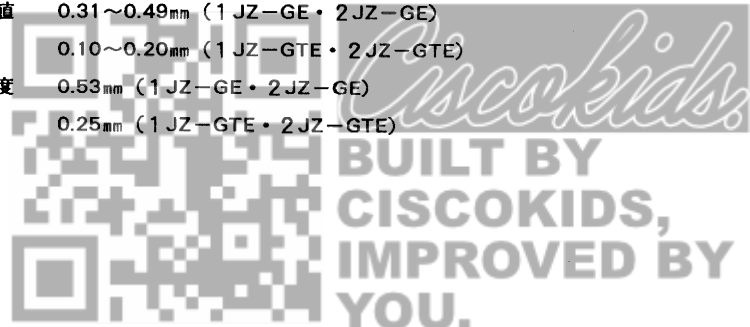 値 0.31～0.49mm（1JZ－GE・2JZ－GE）
0.10～0.20mm（1JZ－GTE・2JZ－GTE）
度 0.53mm（1JZ－GE・2JZ－GE）
0.25mm（1JZ－GTE・2JZ－GTE）
Ciscokids.
BUILT BY
CISCOKIDS,
IMPROVED BY
YOU.